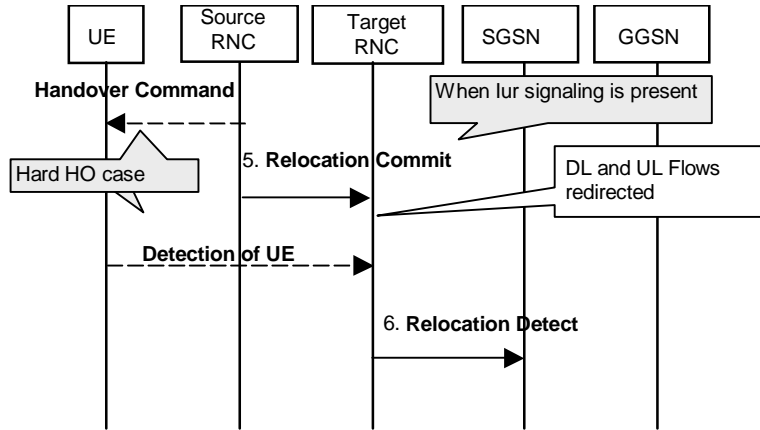 UE
Source
RNC
Target
RNC
SGSN
GGSN
Handover Command
When Iur signaling is present
Hard HO case
5. Relocation Commit
DL and UL Flows
redirected
Detection of UE
6. Relocation Detect